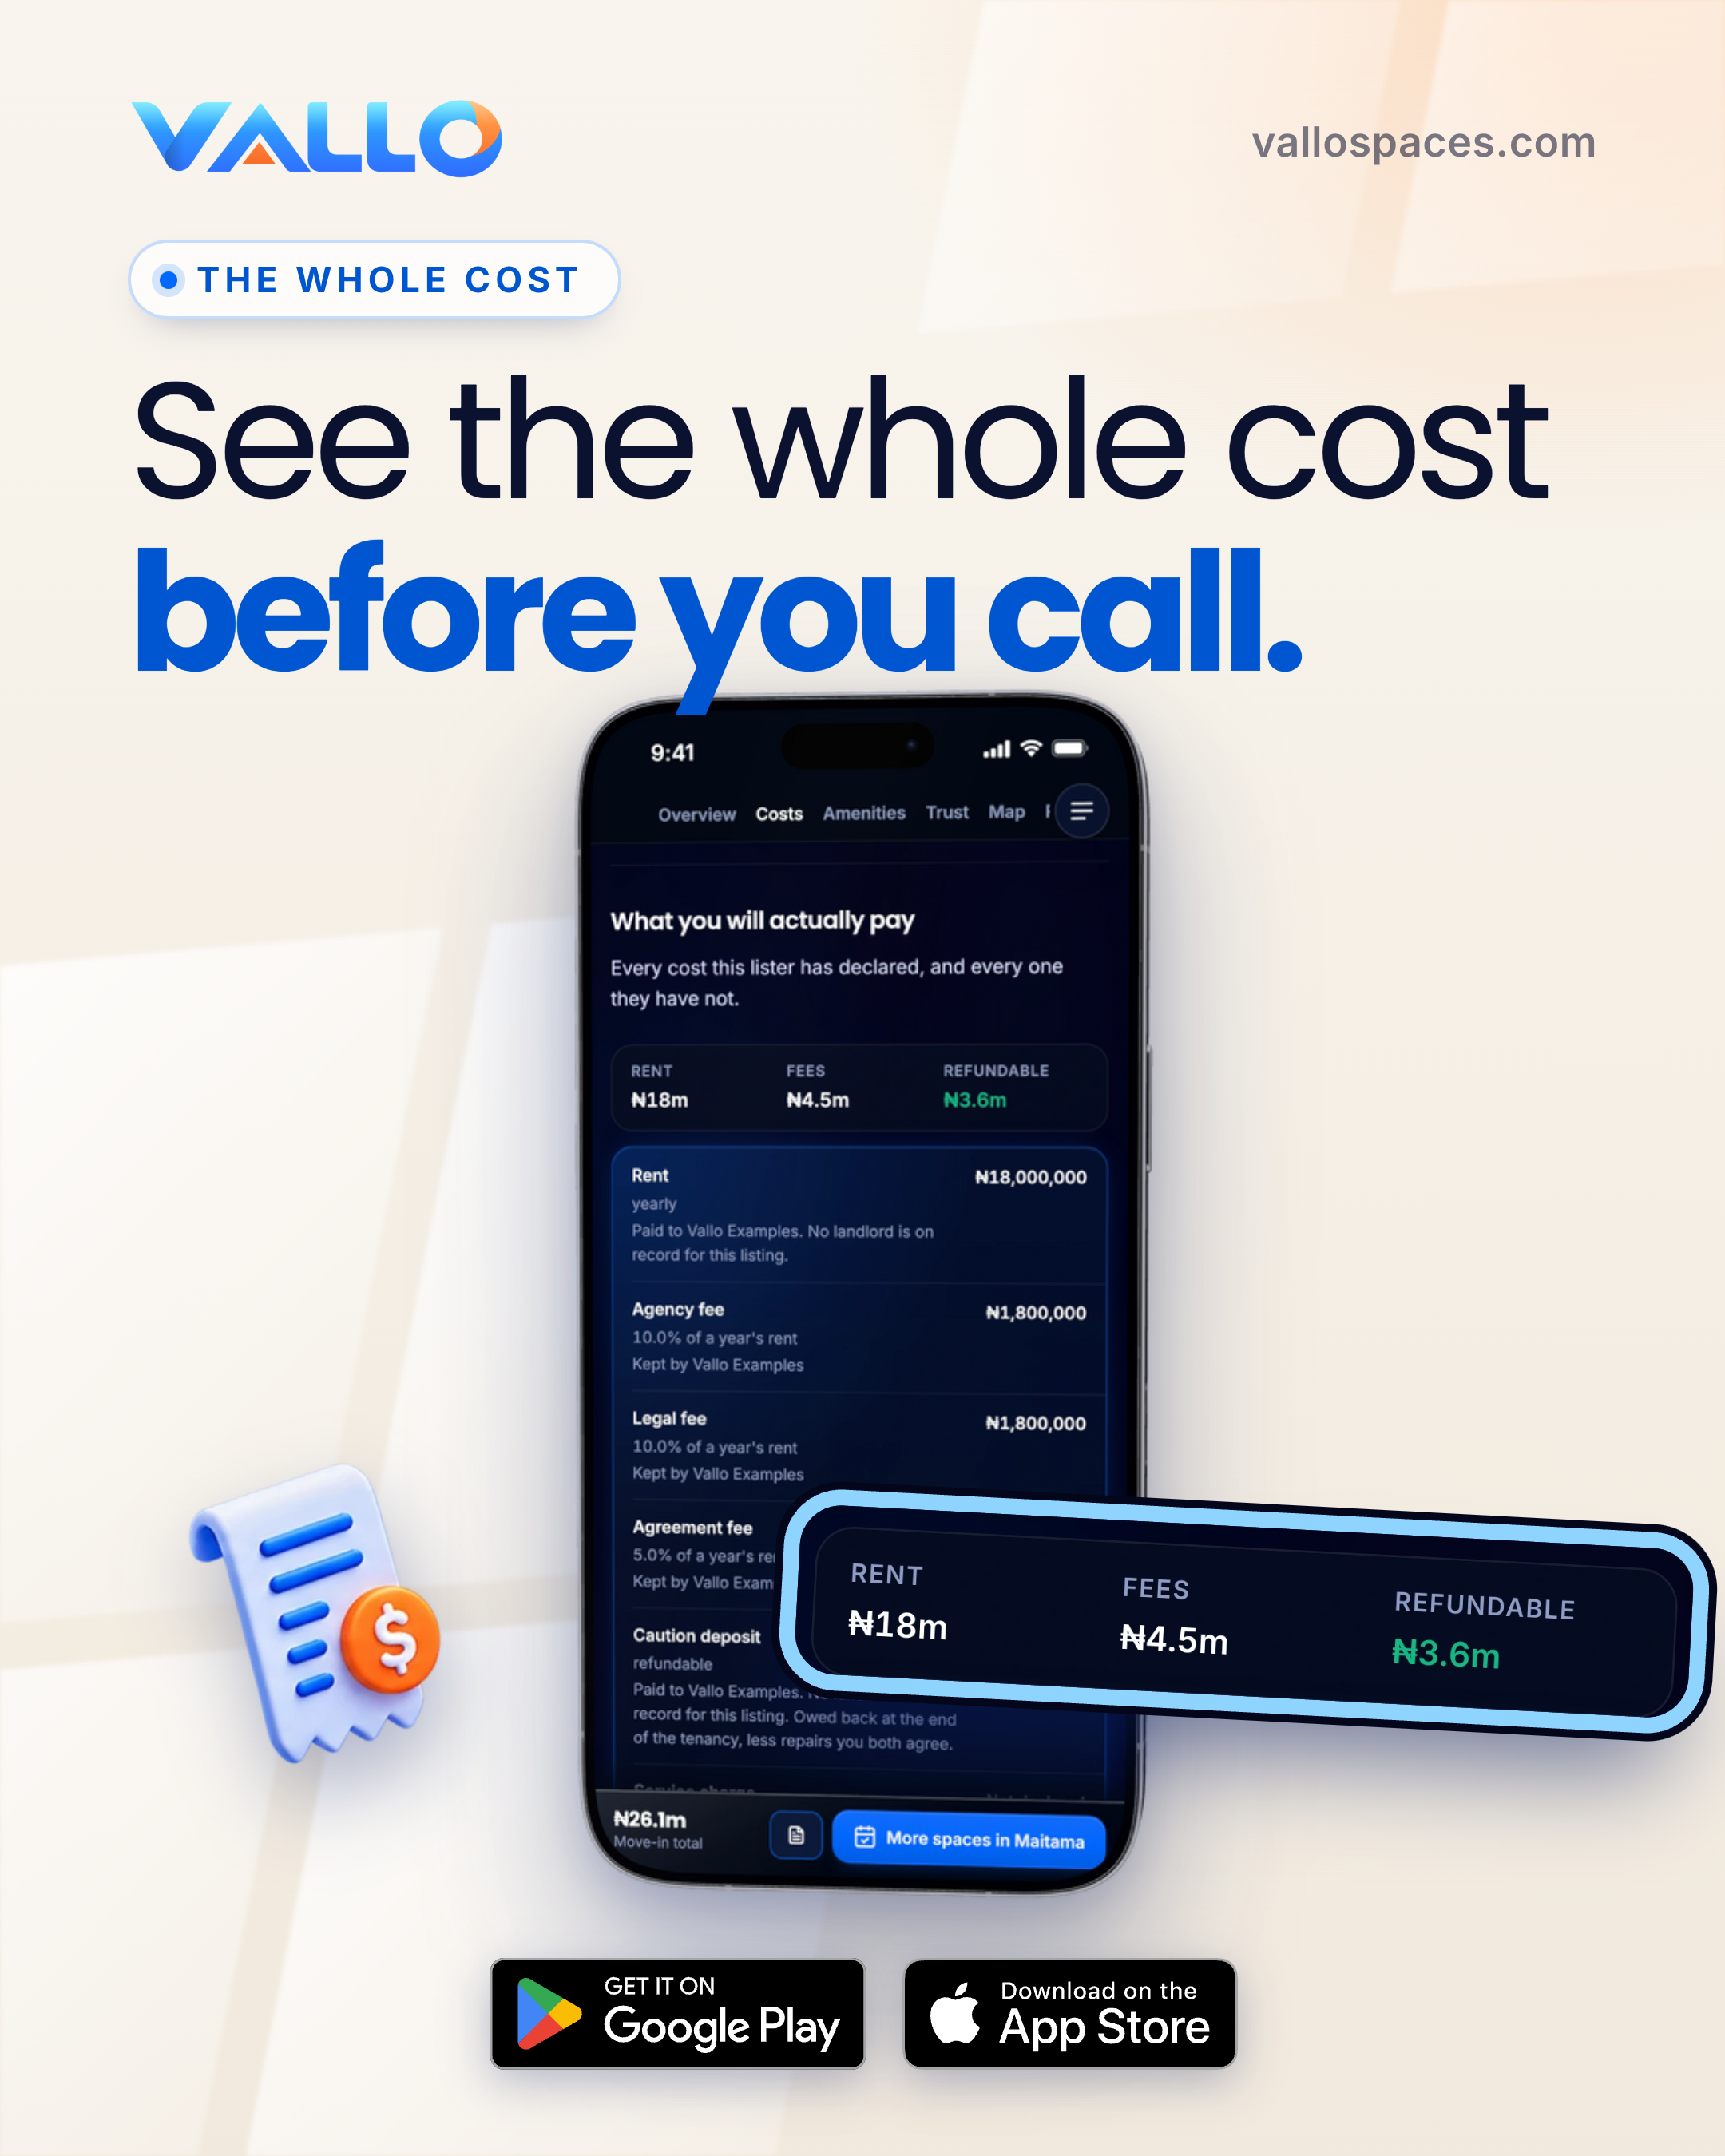 VALLO
vallospaces.com
THE WHOLE COST
See the whole cost
before you call.
9:41
Overview Costs Amenities Trust Map
What you will actually pay
Every cost this lister has declared, and every one
they have not.
RENT FEES REFUNDABLE
₦18m ₦4.5m ₦3.6m
Rent ₦18,000,000
yearly
Paid to Vallo Examples. No landlord is on
record for this listing.
Agency fee ₦1,800,000
10.0% of a year's rent
Kept by Vallo Examples
Legal fee ₦1,800,000
10.0% of a year's rent
Kept by Vallo Examples
Agreement fee
5.0% of a year's
Kept by Vallo
RENT FEES REFUNDABLE
₦18m ₦4.5m ₦3.6m
Caution deposit
refundable
Paid to Vallo Examples.
record for this listing. Owed back at the end
of the tenancy, less repairs you both agree.
₦26.1m
Move-in total
More spaces in Maitama
GET IT ON
Google Play
Download on the
App Store